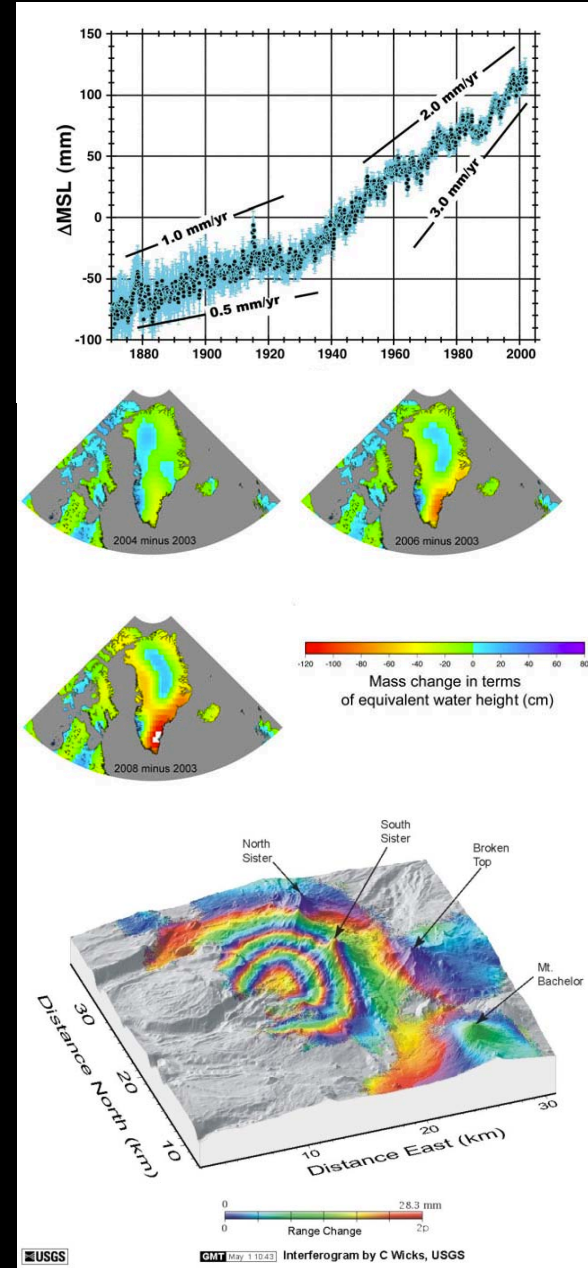 150
100
50
0
-50
-100
ΔMSL (mm)
2.0 mm/yr
3.0 mm/yr
1.0 mm/yr
0.5 mm/yr
1880 1900 1920 1940 1960 1980 2000
2004 minus 2003
2006 minus 2003
2008 minus 2003
-120 -100 -80 -60 -40 -20 0 20 40 60 80
Mass change in terms
of equivalent water height (cm)
North
Sister
South
Sister
Broken
Top
Mt.
Bachelor
30
20
10
Distance North (km)
10
20
30
Distance East (km)
0 28.3 mm
0 2p
Range Change
USGS
GMT May 1 10:43 Interferogram by C Wicks, USGS